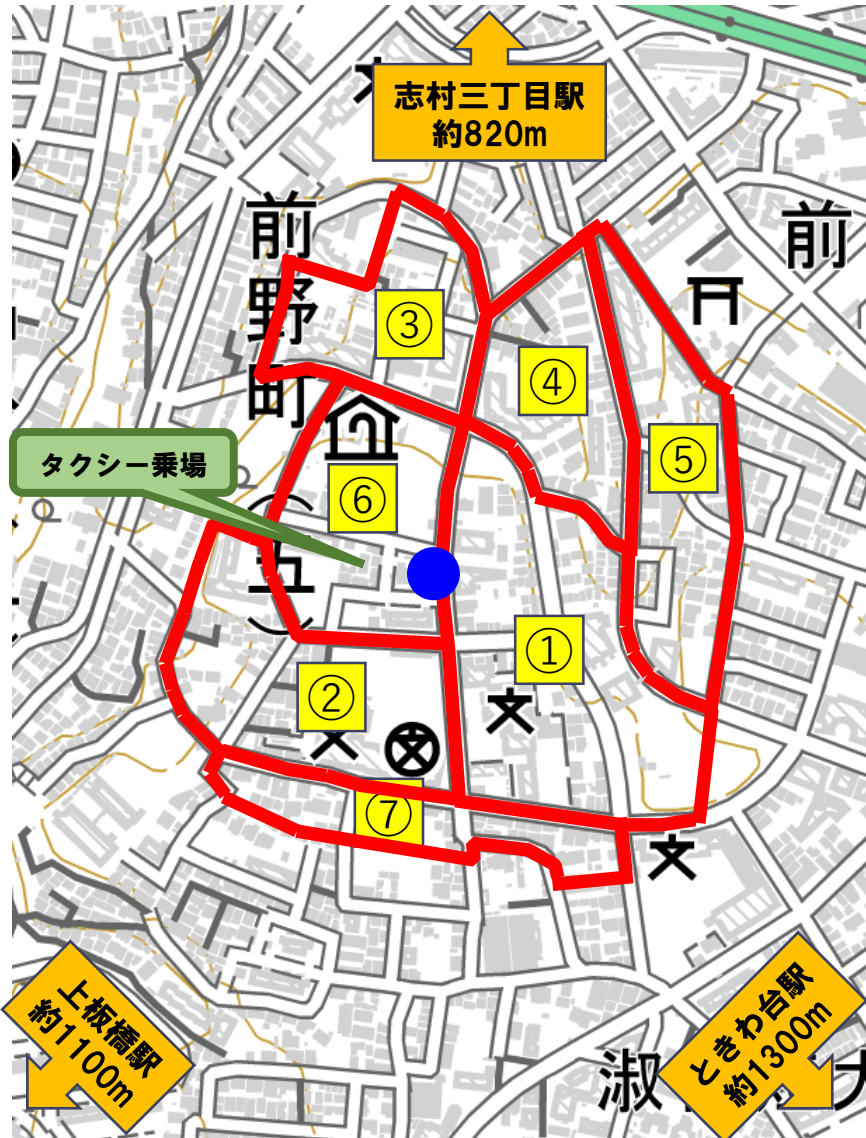 志村三丁目駅
約820m
前野町(五)
前
③
④
⑤
タクシー乗場
⑥
①
②
⑦
上板橋駅
約1100m
ときわ台駅
約1300m
淑